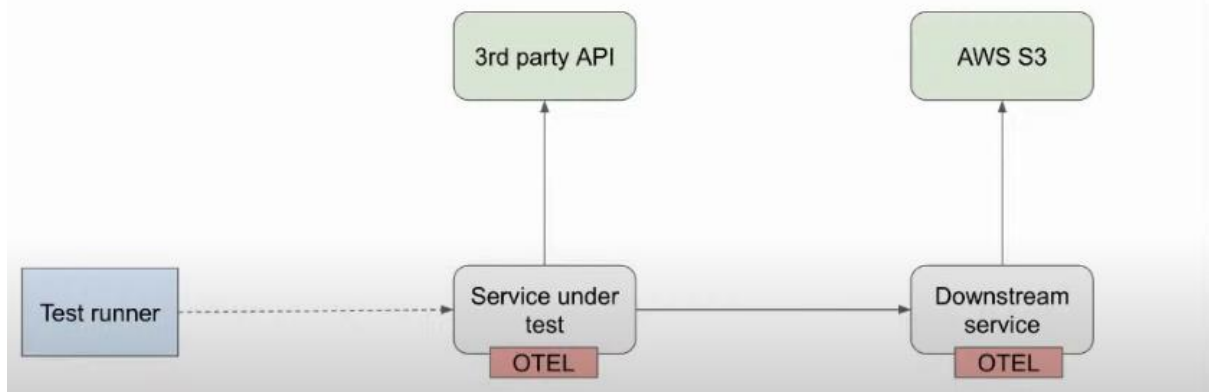 3rd party API
AWS S3
Test runner
Service under
test
OTEL
Downstream
service
OTEL